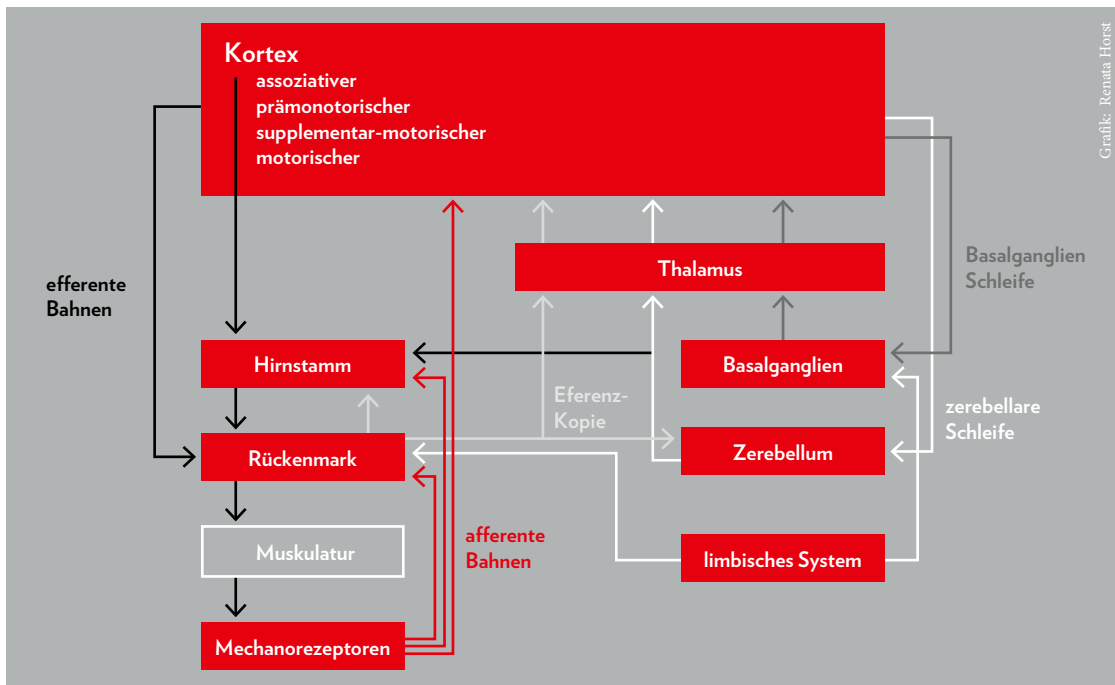 Kortex
assoziativer
prämonotorischer
supplementar-motorischer
motorischer
Grafik: Renata Horst
Thalamus
Basalganglien
Schleife
efferente
Bahnen
Hirnstamm
Basalganglien
Eferenz-
Kopie
zerebellare
Schleife
Rückenmark
Zerebellum
Muskulatur
afferente
Bahnen
limbisches System
Mechanorezeptoren